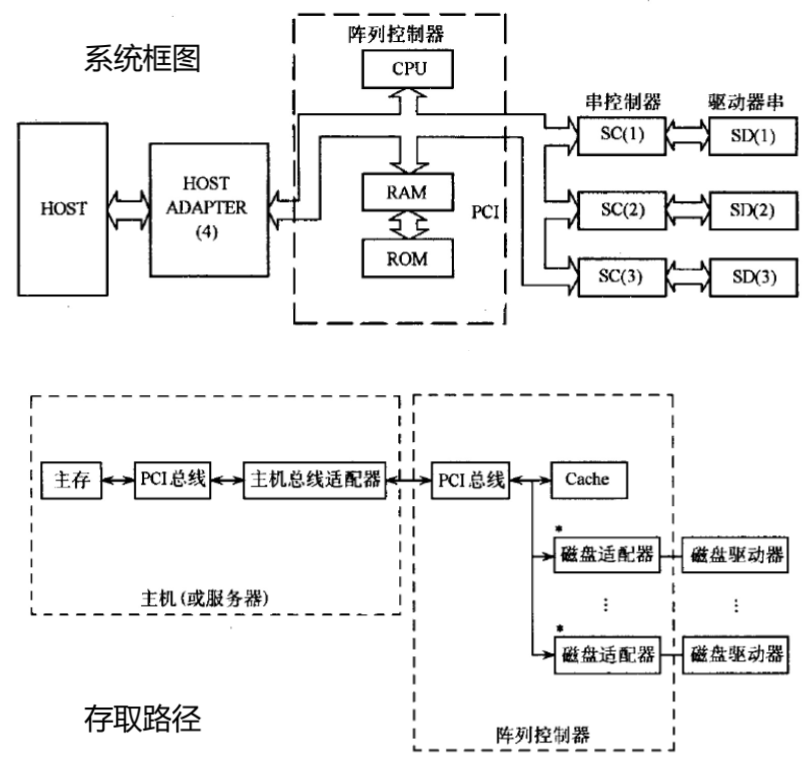 系统框图
阵列控制器
CPU
串控制器
驱动器串
SC(1)
SD(1)
HOST
HOST
ADAPTER
(4)
RAM
PCI
SC(2)
SD(2)
ROM
SC(3)
SD(3)
主存
PCI总线
主机总线适配器
PCI总线
Cache
*
磁盘适配器
磁盘驱动器
⋮
⋮
*
磁盘适配器
磁盘驱动器
主机(或服务器)
存取路径
阵列控制器